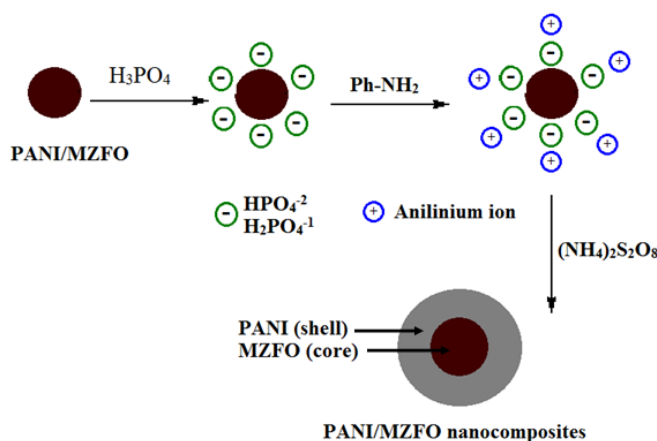 H₃PO₄
Ph-NH₂
PANI/MZFO
HPO₄⁻²
H₂PO₄⁻¹
Anilinium ion
(NH₄)₂S₂O₈
PANI (shell)
MZFO (core)
PANI/MZFO nanocomposites